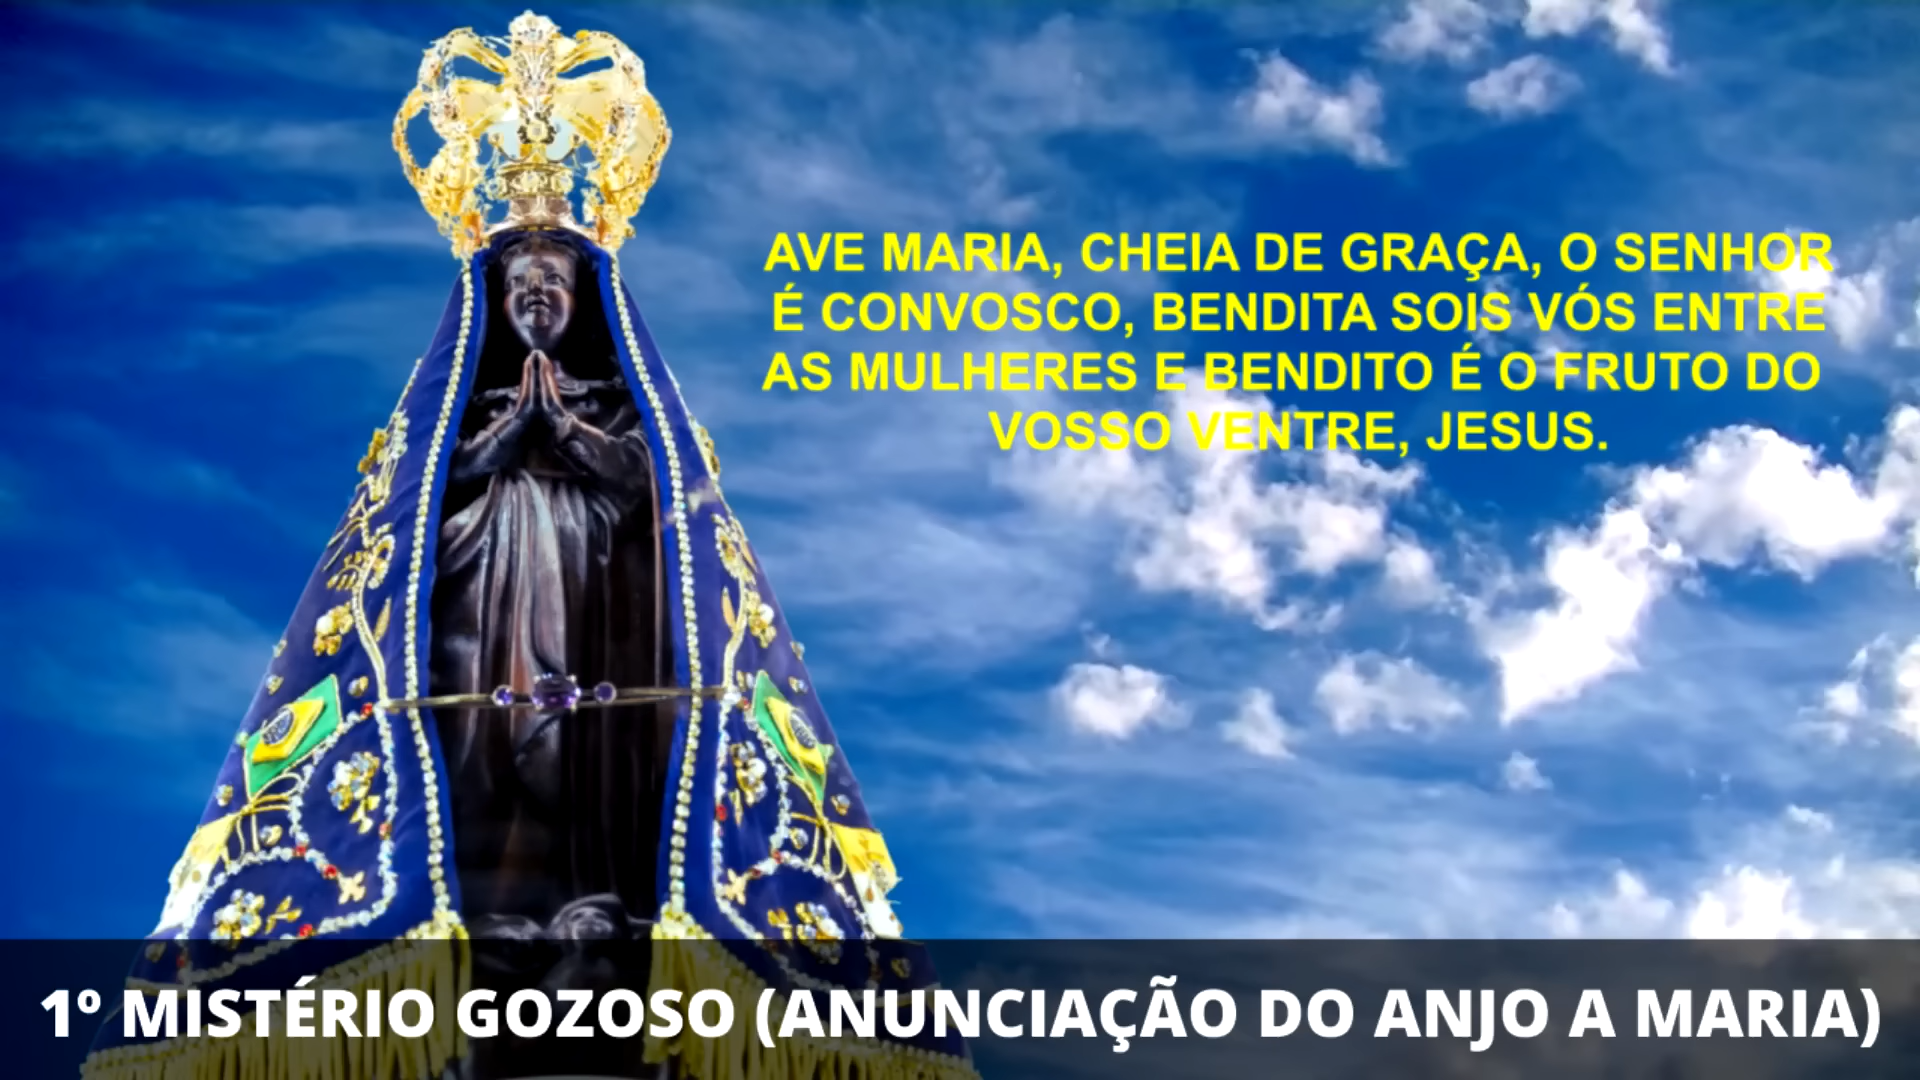 AVE MARIA, CHEIA DE GRAÇA, O SENHOR
É CONVOSCO, BENDITA SOIS VÓS ENTRE
AS MULHERES E BENDITO É O FRUTO DO
VOSSO VENTRE, JESUS.
1º MISTÉRIO GOZOSO (ANUNCIAÇÃO DO ANJO A MARIA)